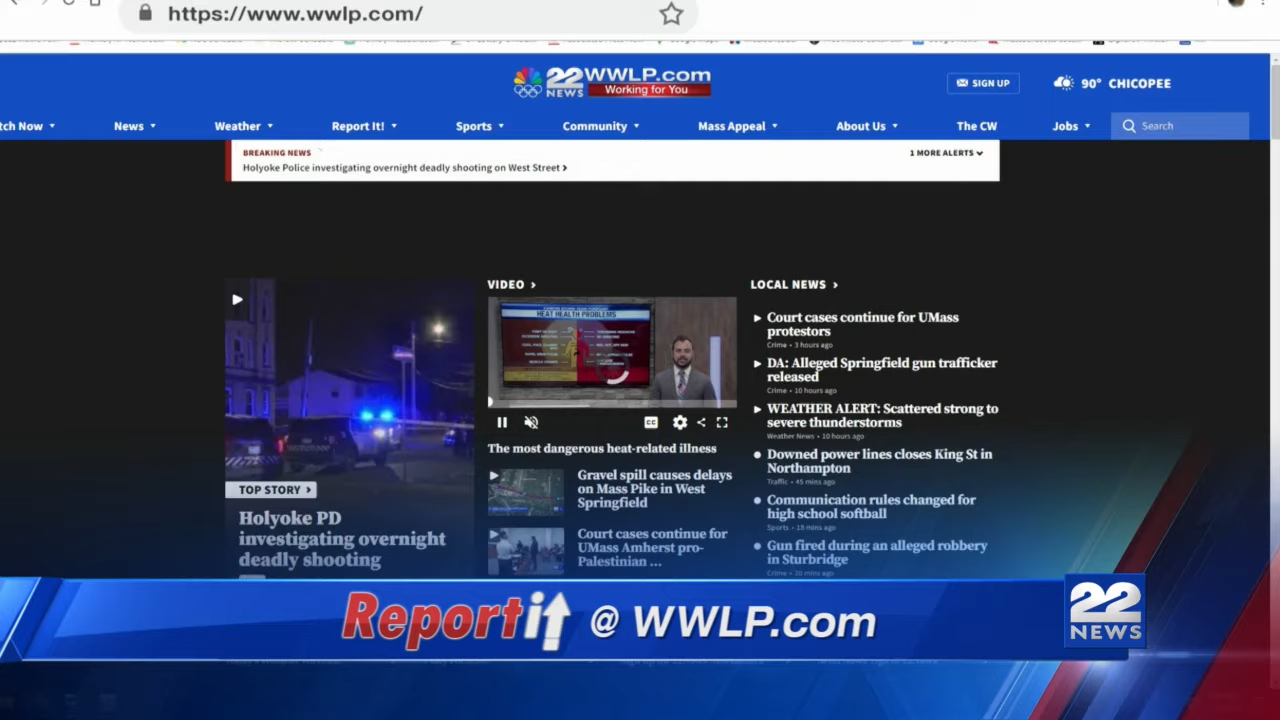 https://www.wwlp.com/
22 NEWS
WWLP.com
Working for You
SIGN UP
90° CHICOPEE
tch Now
News
Weather
Report It!
Sports
Community
Mass Appeal
About Us
The CW
Jobs
Search
BREAKING NEWS
1 MORE ALERTS
Holyoke Police investigating overnight deadly shooting on West Street
TOP STORY
Holyoke PD
investigating overnight
deadly shooting
VIDEO
HEAT HEALTH PROBLEMS
CC
The most dangerous heat-related illness
Gravel spill causes delays
on Mass Pike in West
Springfield
Court cases continue for
UMass Amherst pro-
Palestinian ...
LOCAL NEWS
Court cases continue for UMass
protestors
Crime • 3 hours ago
DA: Alleged Springfield gun trafficker
released
Crime • 10 hours ago
WEATHER ALERT: Scattered strong to
severe thunderstorms
Weather News • 10 hours ago
Downed power lines closes King St in
Northampton
Traffic • 45 mins ago
Communication rules changed for
high school softball
Sports • 18 mins ago
Gun fired during an alleged robbery
in Sturbridge
Crime • 20 mins ago
Report it @ WWLP.com
22
NEWS